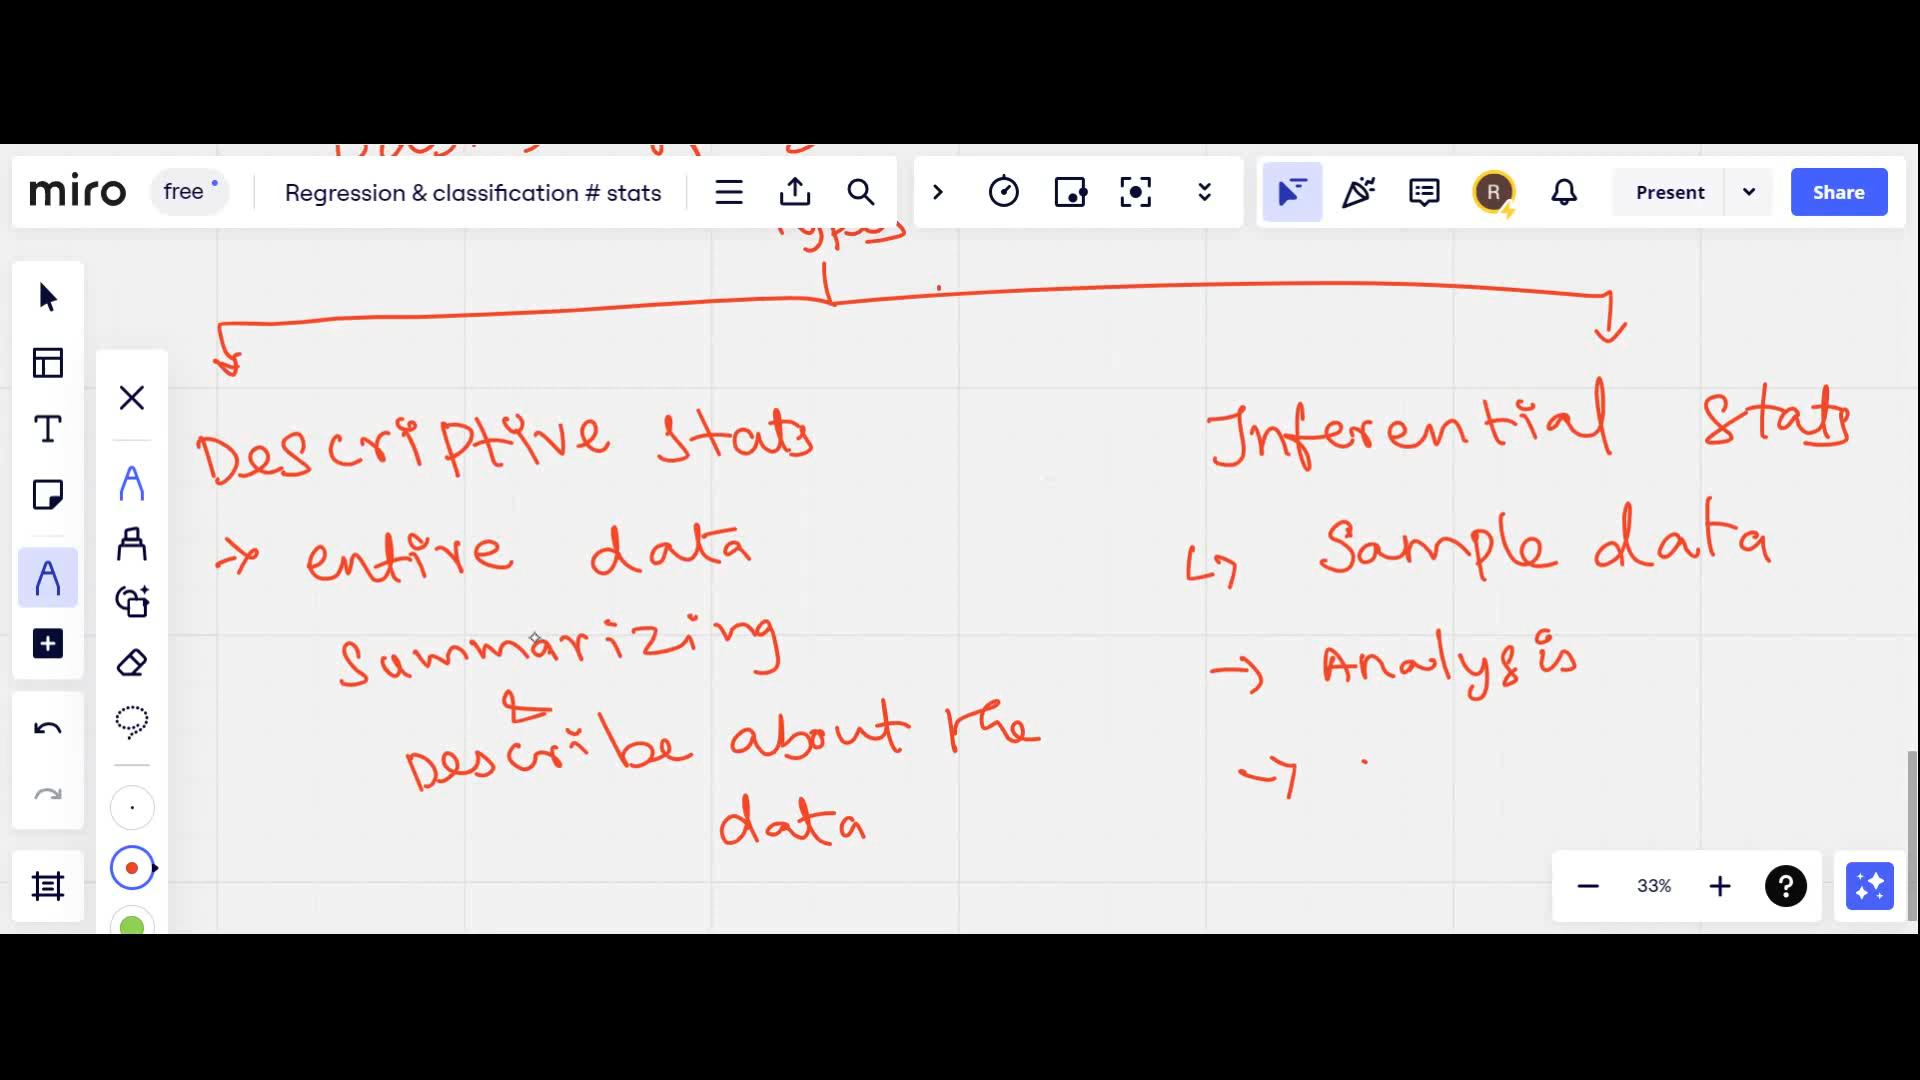 miro free Regression & classification # stats Present Share
R
Types
Descriptive stats
Inferential stats
→ entire data
↳ Sample data
Summarizing
&
→ Analysis
Describe about the
data
→
33%